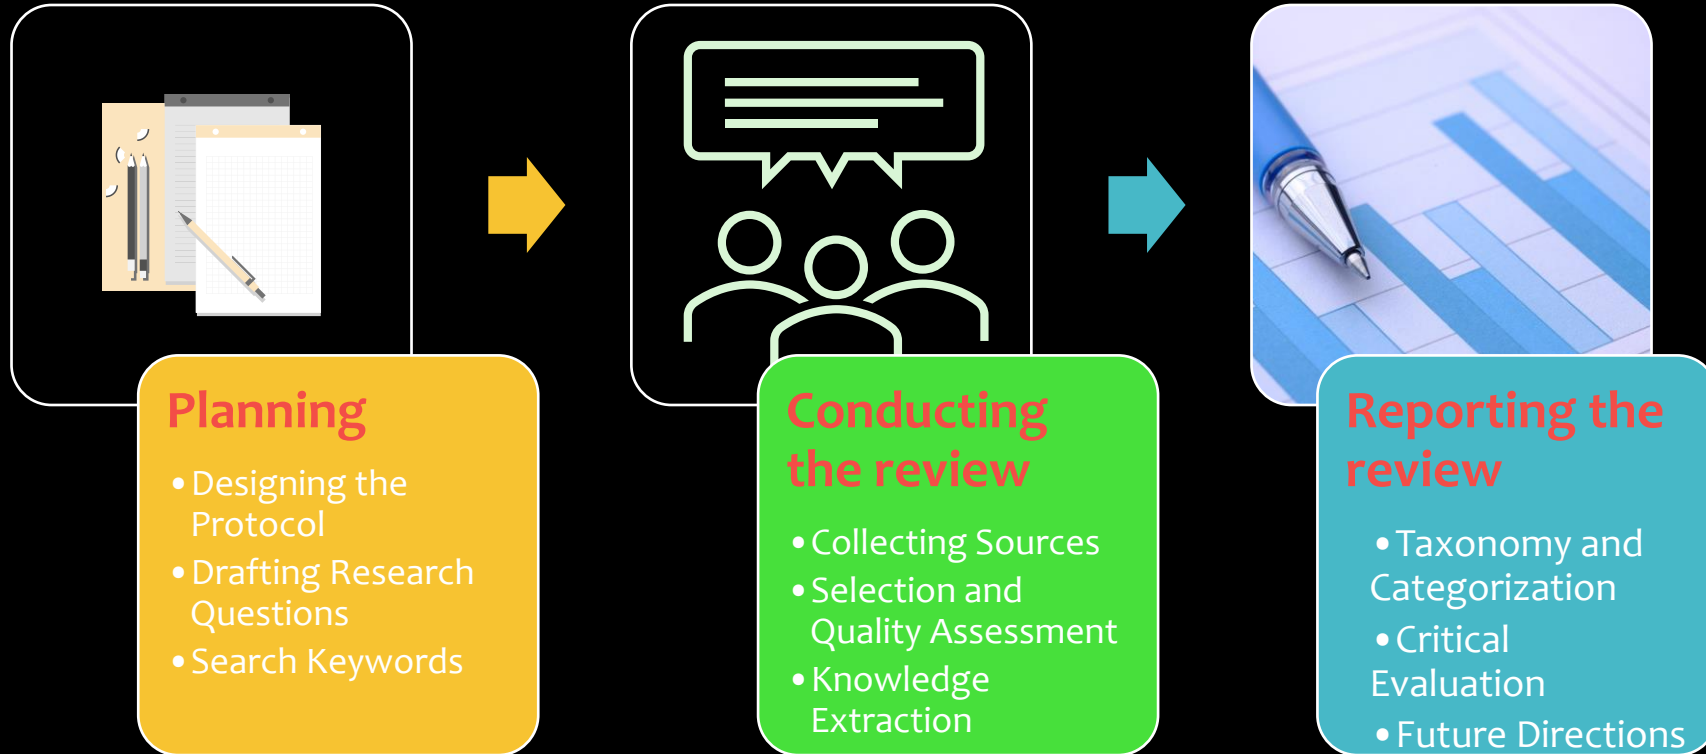 Planning
• Designing the
Protocol
• Drafting Research
Questions
• Search Keywords
Conducting
the review
• Collecting Sources
• Selection and
Quality Assessment
• Knowledge
Extraction
Reporting the
review
• Taxonomy and
Categorization
• Critical
Evaluation
• Future Directions